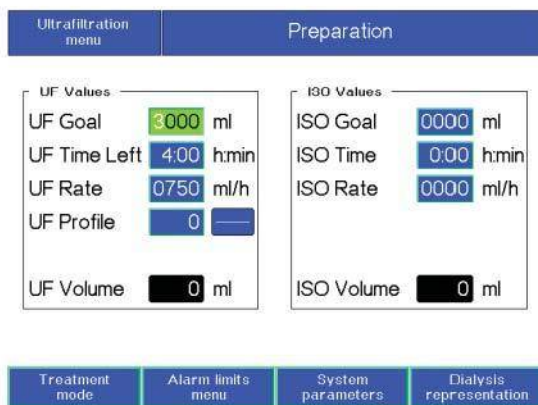 Ultrafiltration
menu
Preparation
UF Values
UF Goal 3000 ml
UF Time Left 4:00 h:min
UF Rate 0750 ml/h
UF Profile 0
UF Volume 0 ml
ISO Values
ISO Goal 0000 ml
ISO Time 0:00 h:min
ISO Rate 0000 ml/h
ISO Volume 0 ml
Treatment
mode
Alarm limits
menu
System
parameters
Dialysis
representation